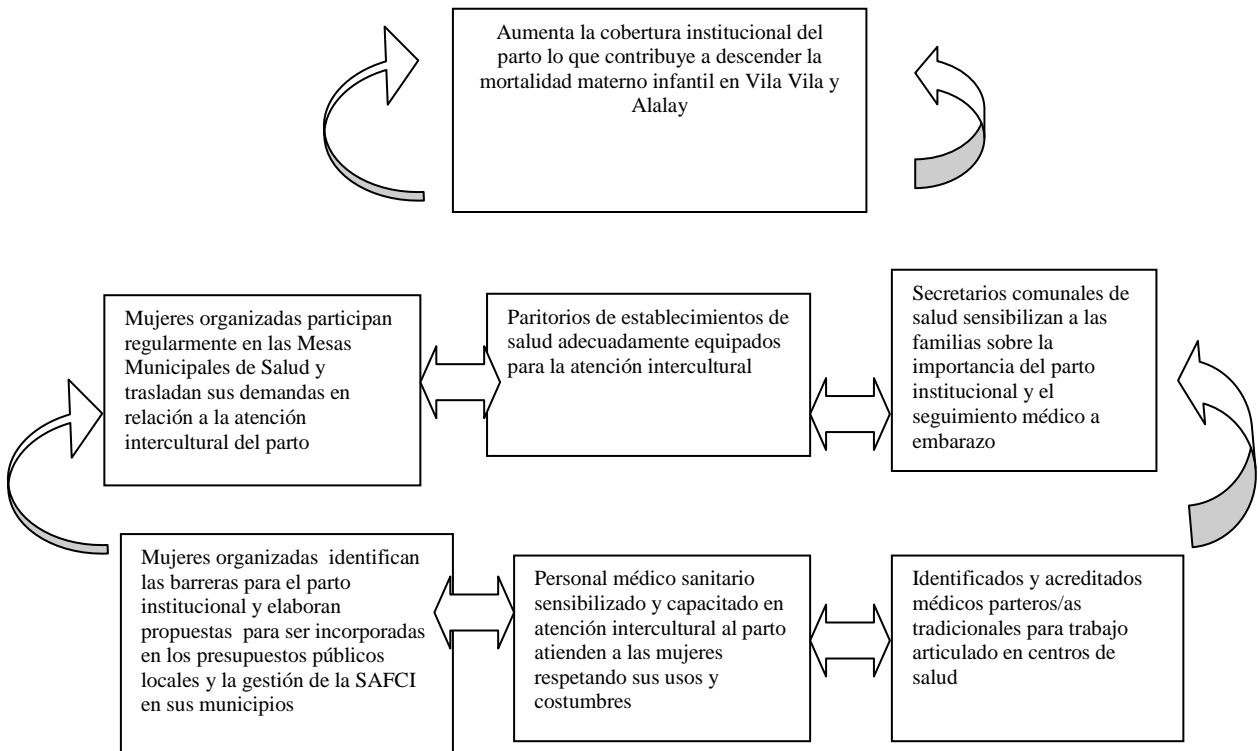 Aumenta la cobertura institucional del
parto lo que contribuye a descender la
mortalidad materno infantil en Vila Vila y
Alalay
Mujeres organizadas participan
regularmente en las Mesas
Municipales de Salud y
trasladan sus demandas en
relación a la atención
intercultural del parto
Paritorios de establecimientos de
salud adecuadamente equipados
para la atención intercultural
Secretarios comunales de
salud sensibilizan a las
familias sobre la
importancia del parto
institucional y el
seguimiento médico a
embarazo
Mujeres organizadas identifican
las barreras para el parto
institucional y elaboran
propuestas para ser incorporadas
en los presupuestos públicos
locales y la gestión de la SAFCI
en sus municipios
Personal médico sanitario
sensibilizado y capacitado en
atención intercultural al parto
atienden a las mujeres
respetando sus usos y
costumbres
Identificados y acreditados
médicos parteros/as
tradicionales para trabajo
articulado en centros de
salud